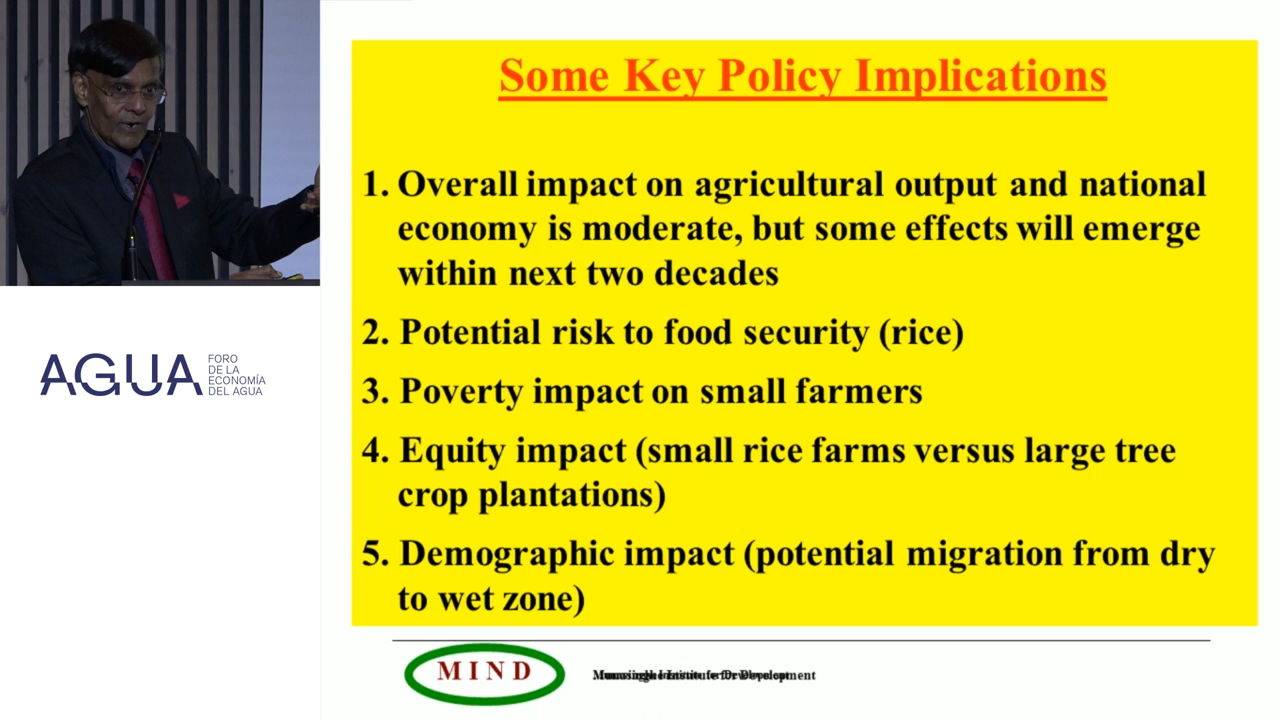 Some Key Policy Implications
1. Overall impact on agricultural output and national
economy is moderate, but some effects will emerge
within next two decades
2. Potential risk to food security (rice)
3. Poverty impact on small farmers
4. Equity impact (small rice farms versus large tree
crop plantations)
5. Demographic impact (potential migration from dry
to wet zone)
AGUA
FORO
DE LA
ECONOMÍA
DEL AGUA
MIND
Development